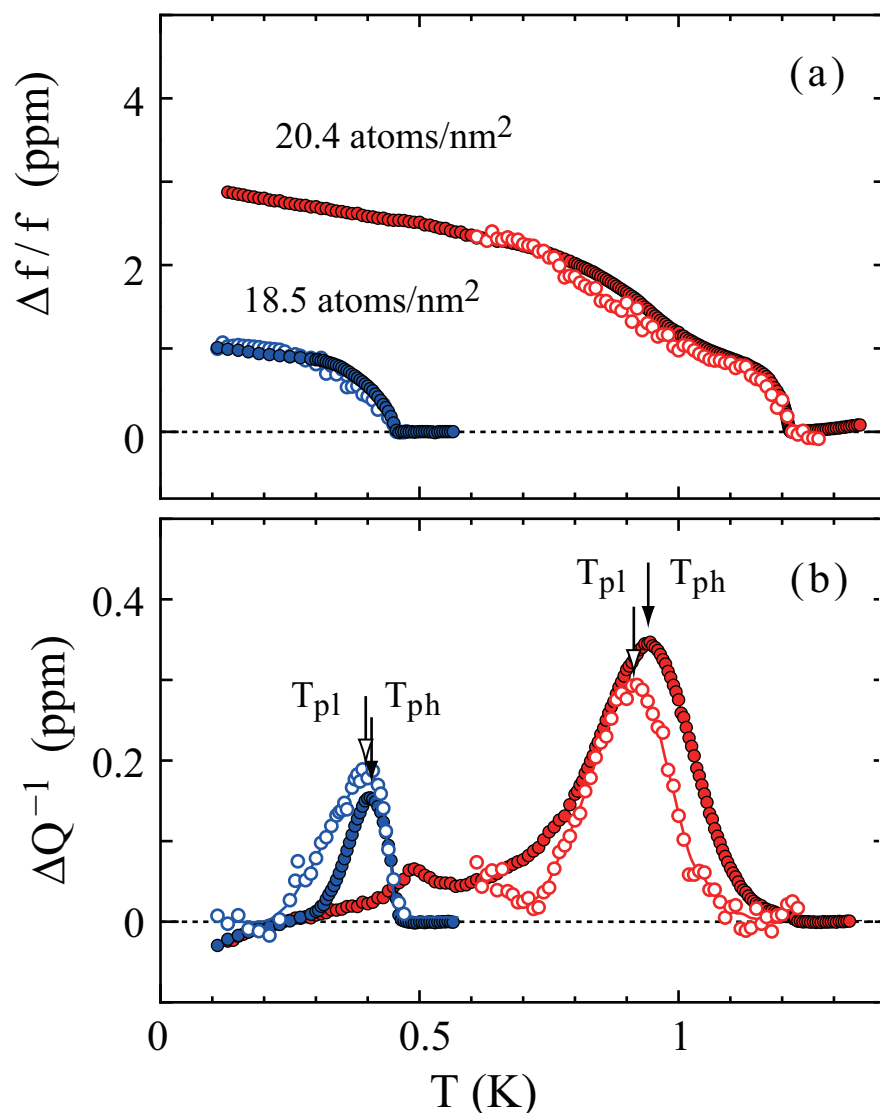 (a)
Δf / f (ppm)
4
2
0
20.4 atoms/nm²
18.5 atoms/nm²
(b)
ΔQ⁻¹ (ppm)
0.4
0.2
0
T_pl T_ph
T_pl T_ph
0 0.5 1
T (K)